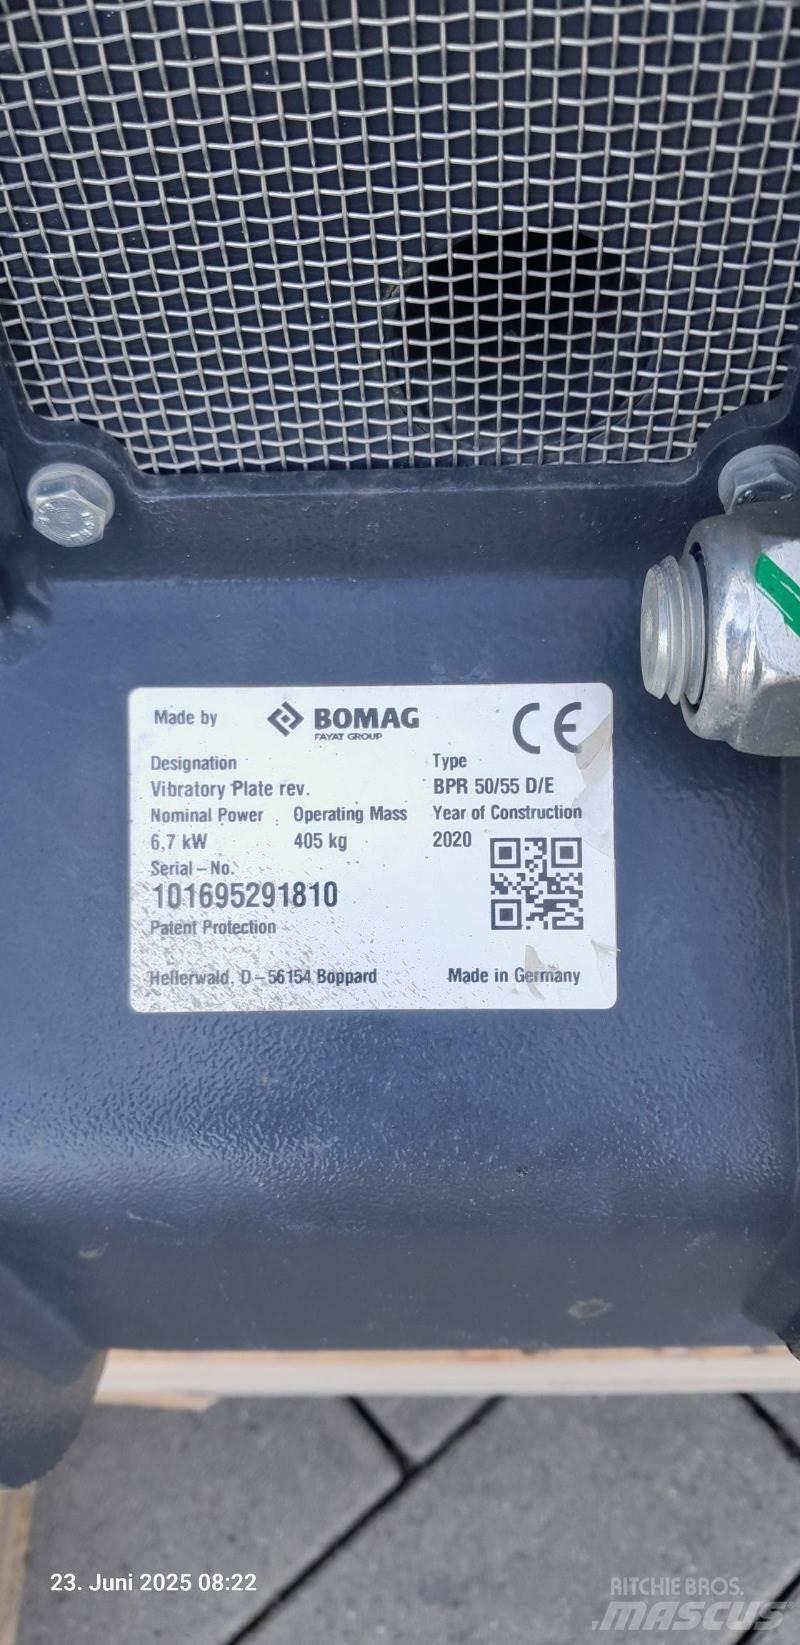 Made by BOMAG CE
FAYAT GROUP
Designation Type
Vibratory Plate rev. BPR 50/55 D/E
Nominal Power Operating Mass Year of Construction
6,7 kW 405 kg 2020
Serial-No.
101695291810
Patent Protection
Hellerwald, D-56154 Boppard Made in Germany
23. Juni 2025 08:22
RITCHIE BROS.
MASCUS